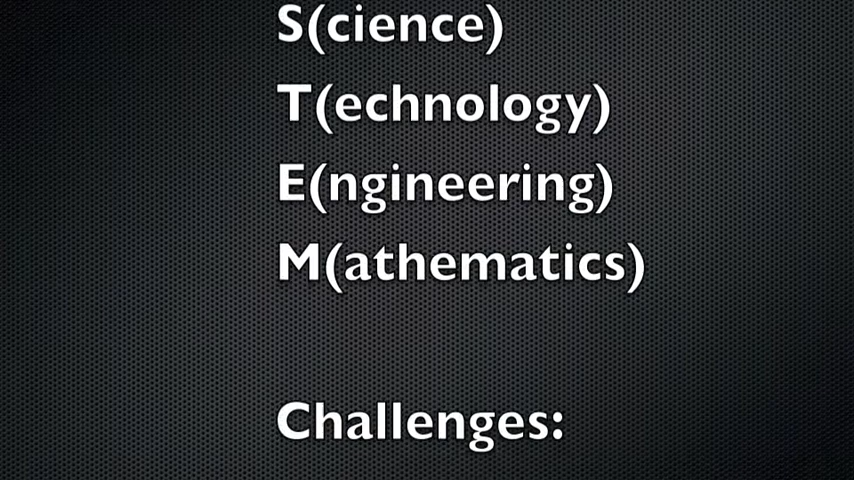 S(cience)
T(echnology)
E(ngineering)
M(athematics)
Challenges: